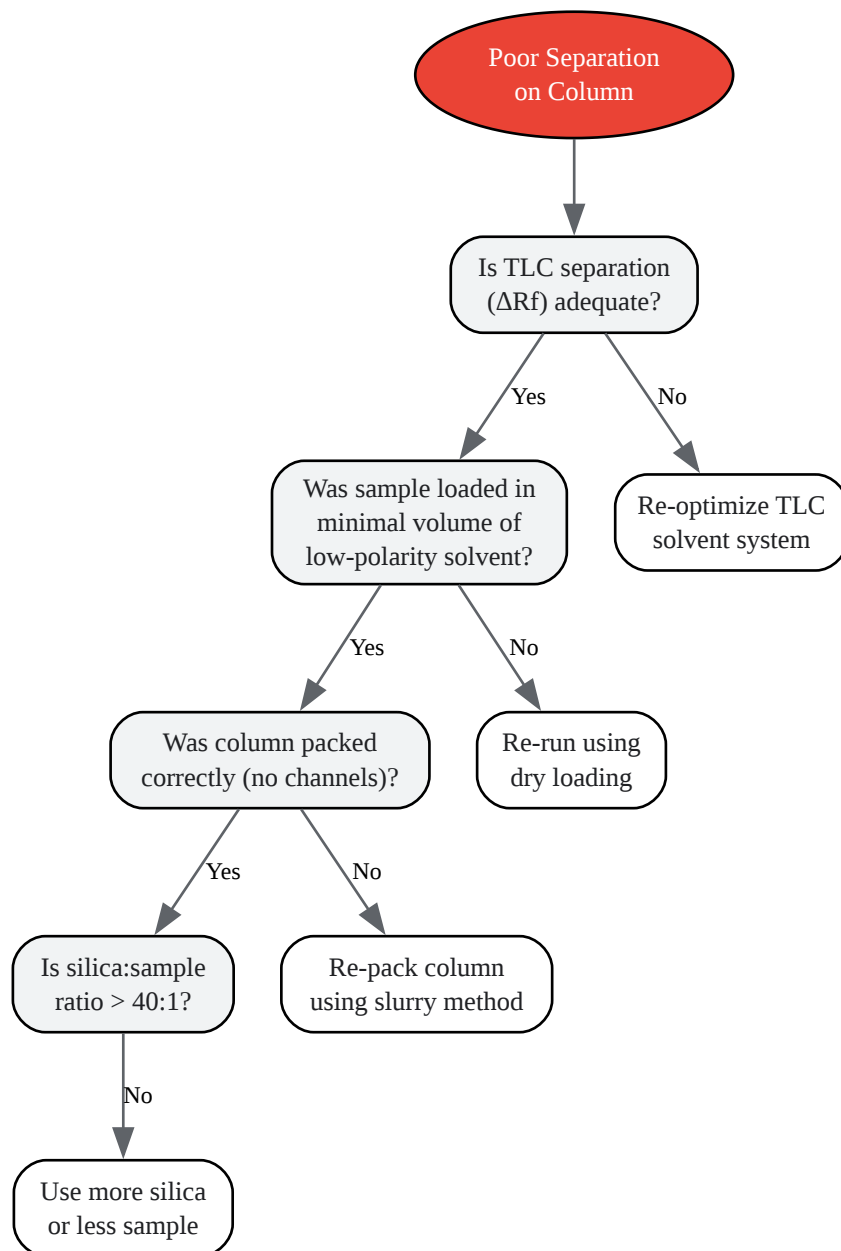 Poor Separation
on Column
Is TLC separation
(ΔRf) adequate?
Yes
No
Was sample loaded in
minimal volume of
low-polarity solvent?
Re-optimize TLC
solvent system
Yes
No
Was column packed
correctly (no channels)?
Re-run using
dry loading
Yes
No
Is silica:sample
ratio > 40:1?
Re-pack column
using slurry method
No
Use more silica
or less sample